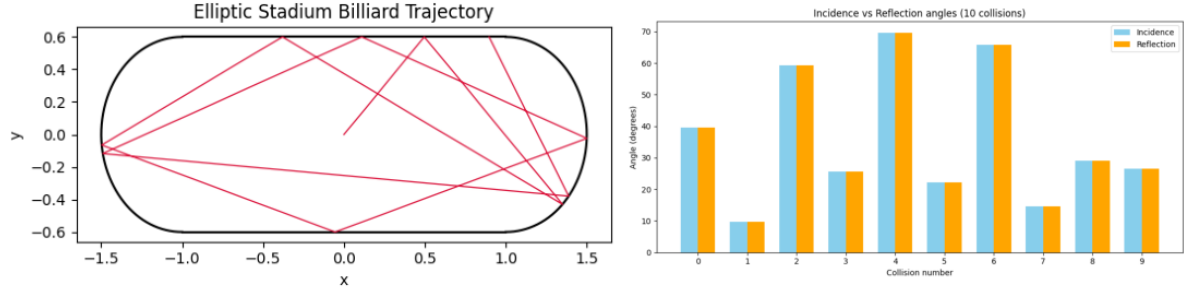 Elliptic Stadium Billiard Trajectory
0.6
0.4
0.2
0.0
−0.2
−0.4
−0.6
y
−1.5 −1.0 −0.5 0.0 0.5 1.0 1.5
x
Incidence vs Reflection angles (10 collisions)
Incidence
Reflection
70
60
50
40
30
20
10
0
Angle (degrees)
0 1 2 3 4 5 6 7 8 9
Collision number